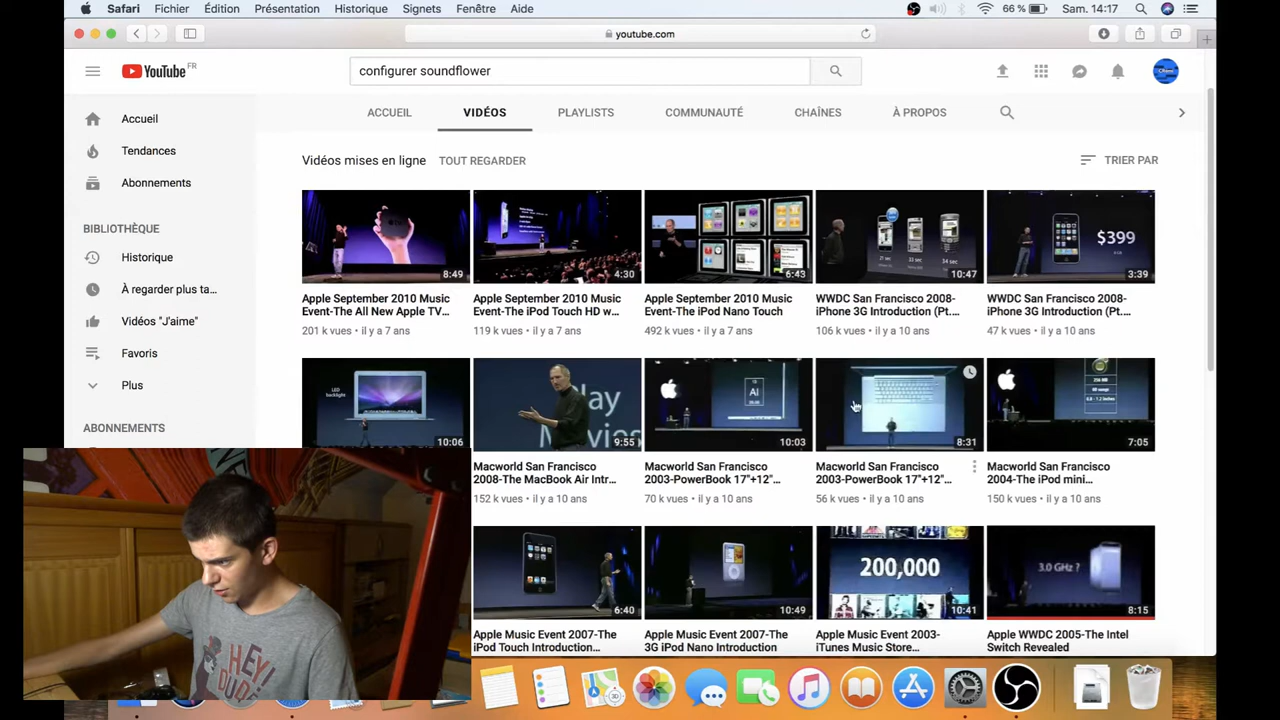 Safari Fichier Édition Présentation Historique Signets Fenêtre Aide 66 % Sam. 14:17
youtube.com
YouTube FR configurer soundflower
ACCUEIL VIDÉOS PLAYLISTS COMMUNAUTÉ CHAÎNES À PROPOS
Accueil
Tendances
Abonnements
BIBLIOTHÈQUE
Historique
À regarder plus ta...
Vidéos "J'aime"
Favoris
Plus
ABONNEMENTS
Vidéos mises en ligne TOUT REGARDER TRIER PAR
8:49
Apple September 2010 Music
Event-The All New Apple TV...
201 k vues • il y a 7 ans
4:30
Apple September 2010 Music
Event-The iPod Touch HD w...
119 k vues • il y a 7 ans
6:43
Apple September 2010 Music
Event-The iPod Nano Touch
492 k vues • il y a 7 ans
10:47
WWDC San Francisco 2008-
iPhone 3G Introduction (Pt....
106 k vues • il y a 10 ans
$399
3:39
WWDC San Francisco 2008-
iPhone 3G Introduction (Pt....
47 k vues • il y a 10 ans
LED
backlight
10:06
Play
Movies
9:55
Macworld San Francisco
2008-The MacBook Air Intr...
152 k vues • il y a 10 ans
Al
10:03
Macworld San Francisco
2003-PowerBook 17"+12"...
70 k vues • il y a 10 ans
8:31
Macworld San Francisco
2003-PowerBook 17"+12"...
56 k vues • il y a 10 ans
7:05
Macworld San Francisco
2004-The iPod mini...
150 k vues • il y a 10 ans
6:40
Apple Music Event 2007-The
iPod Touch Introduction...
10:49
Apple Music Event 2007-The
3G iPod Nano Introduction
200,000
10:41
Apple Music Event 2003-
iTunes Music Store...
3.0 GHz ?
8:15
Apple WWDC 2005-The Intel
Switch Revealed
HEY!
DUDE